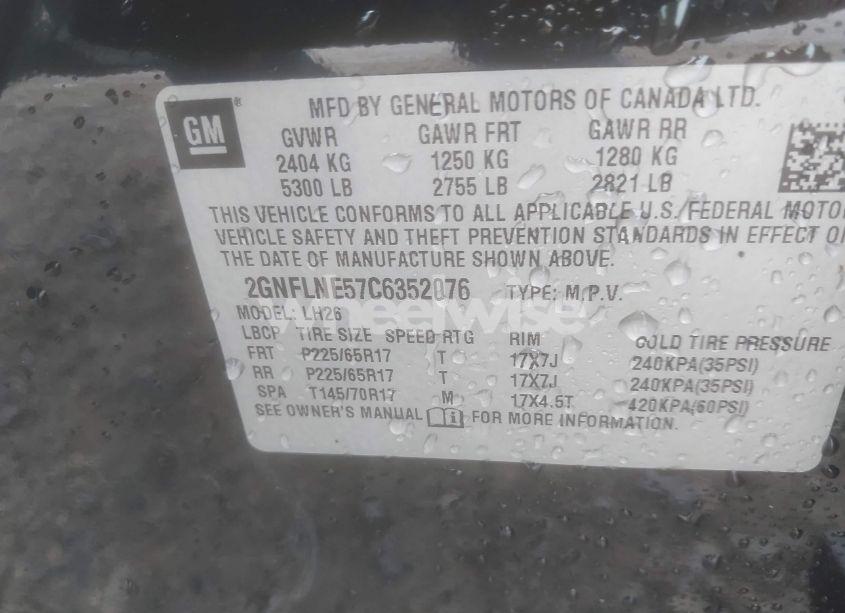 GM
MFD BY GENERAL MOTORS OF CANADA LTD.
GVWR GAWR FRT GAWR RR
2404 KG 1250 KG 1280 KG
5300 LB 2755 LB 2821 LB
THIS VEHICLE CONFORMS TO ALL APPLICABLE U.S. FEDERAL MOTO
VEHICLE SAFETY AND THEFT PREVENTION STANDARDS IN EFFECT O
THE DATE OF MANUFACTURE SHOWN ABOVE.
2GNFLNE57C6352076 TYPE: M.P.V.
wheelwise
MODEL: LH26
LBCP TIRE SIZE SPEED RTG RIM COLD TIRE PRESSURE
FRT P225/65R17 T 17X7J 240KPA(35PSI)
RR P225/65R17 T 17X7J 240KPA(35PSI)
SPA T145/70R17 M 17X4.5T 420KPA(60PSI)
SEE OWNER'S MANUAL i FOR MORE INFORMATION.